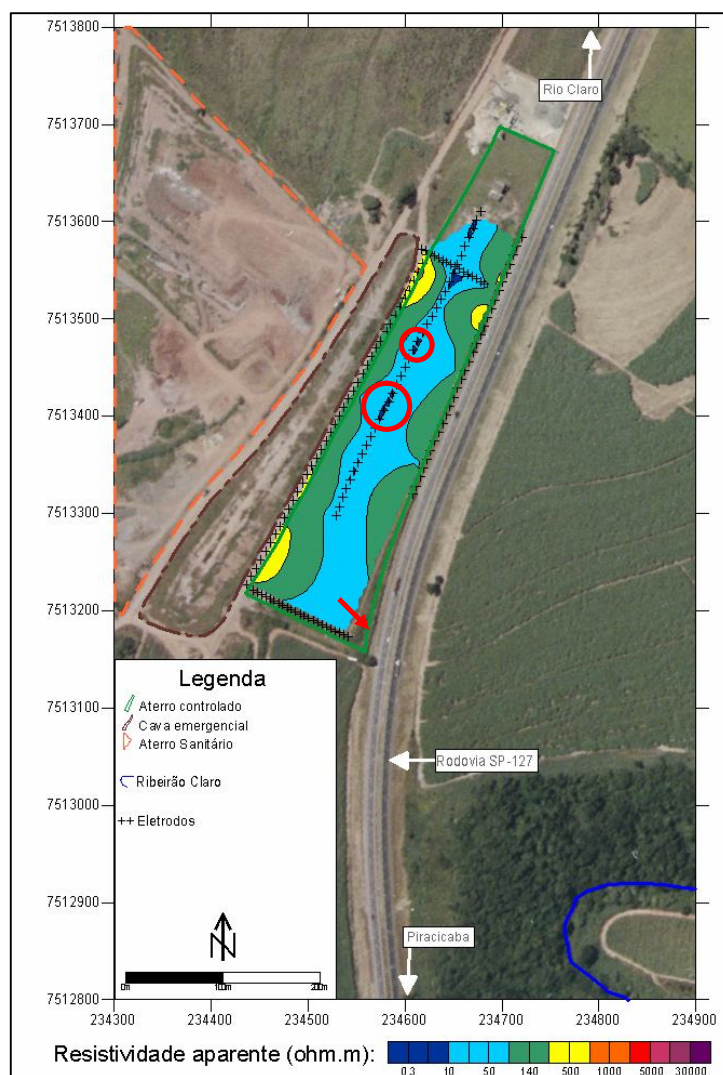 7513800
7513700
7513600
7513500
7513400
7513300
7513200
7513100
7513000
7512900
7512800
Rio Claro
Rodovia SP-127
Piracicaba
Legenda
Aterro controlado
Cava emergencial
Aterro Sanitário
Ribeirão Claro
++ Eletrodos
N
0m 100m 200m
234300 234400 234500 234600 234700 234800 234900
Resistividade aparente (ohm.m):
0.3 10 50 140 500 1000 5000 30000